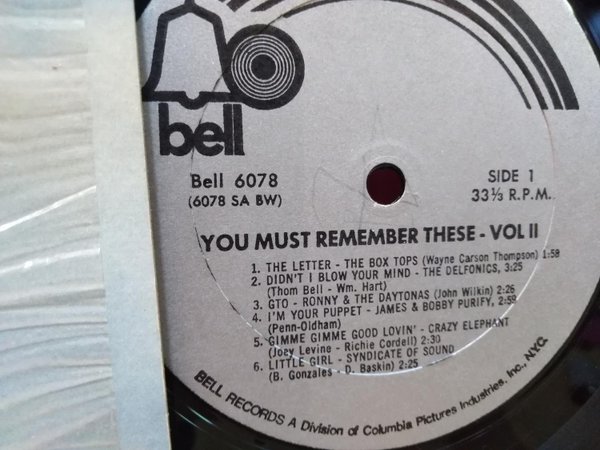 bell
Bell 6078
(6078 SA BW)
SIDE 1
33⅓ R.P.M.
YOU MUST REMEMBER THESE - VOL II
1. THE LETTER - THE BOX TOPS (Wayne Carson Thompson) 1:58
2. DIDN'T I BLOW YOUR MIND - THE DELFONICS, 3:25
(Thom Bell - Wm. Hart)
3. GTO - RONNY & THE DAYTONAS (John Wilkin) 2:26
4. I'M YOUR PUPPET - JAMES & BOBBY PURIFY, 2:59
(Penn-Oldham)
5. GIMME GIMME GOOD LOVIN' - CRAZY ELEPHANT
(Joey Levine - Richie Cordell) 2:30
6. LITTLE GIRL - SYNDICATE OF SOUND
(B. Gonzales - D. Baskin) 2:25
BELL RECORDS A Division of Columbia Pictures Industries, Inc., N.Y.C.